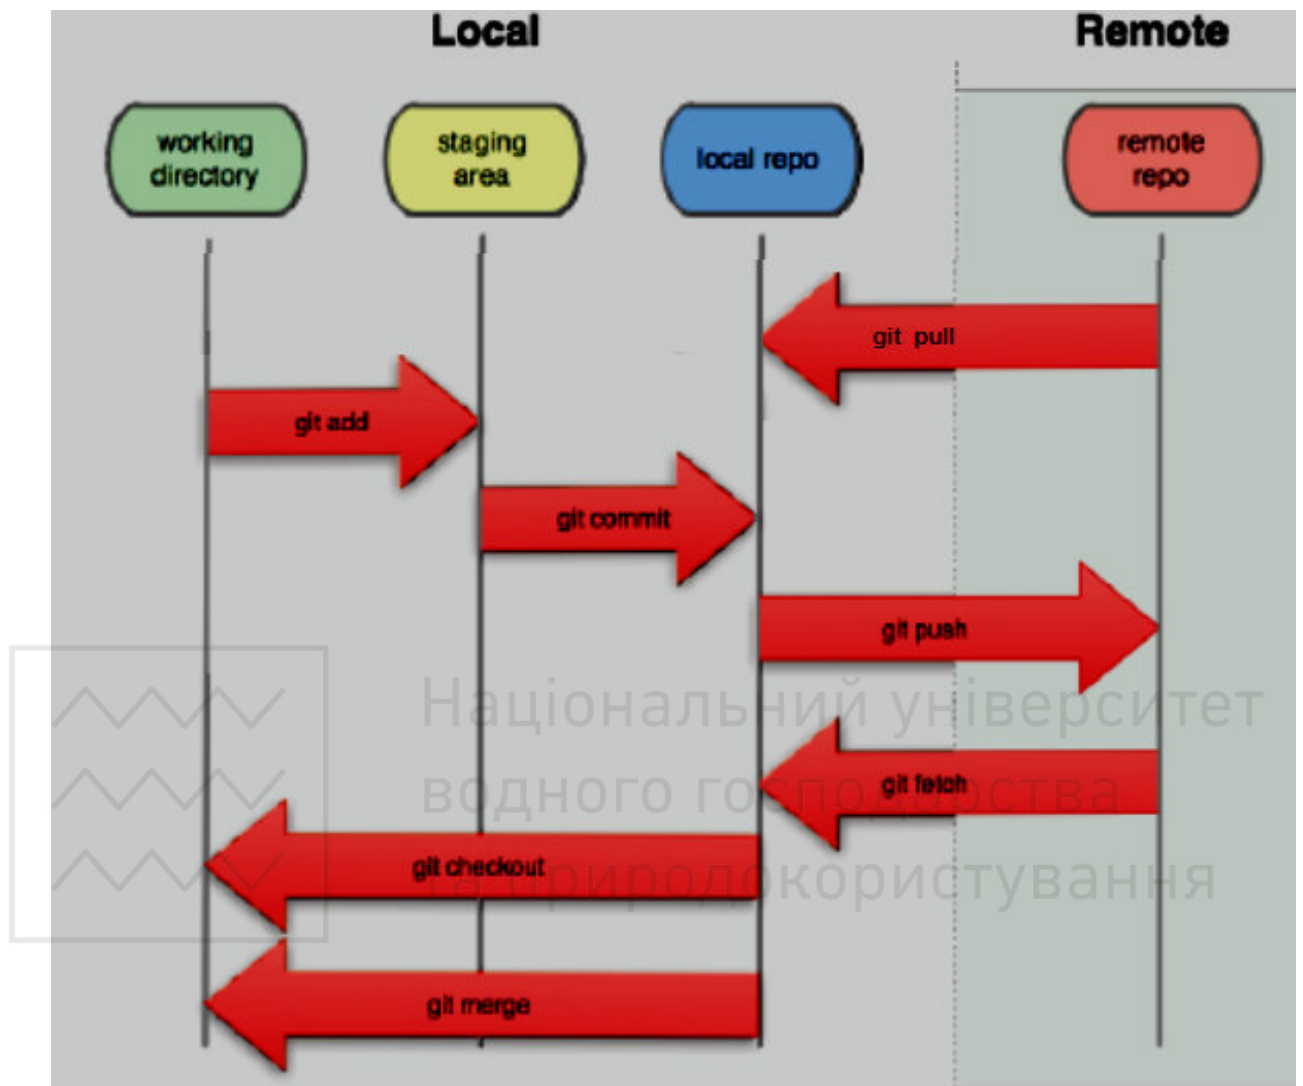 Local
Remote
working
directory
staging
area
local repo
remote
repo
git pull
git add
git commit
git push
Національний університет
git fetch
водного господарства
git checkout
та природокористування
git merge